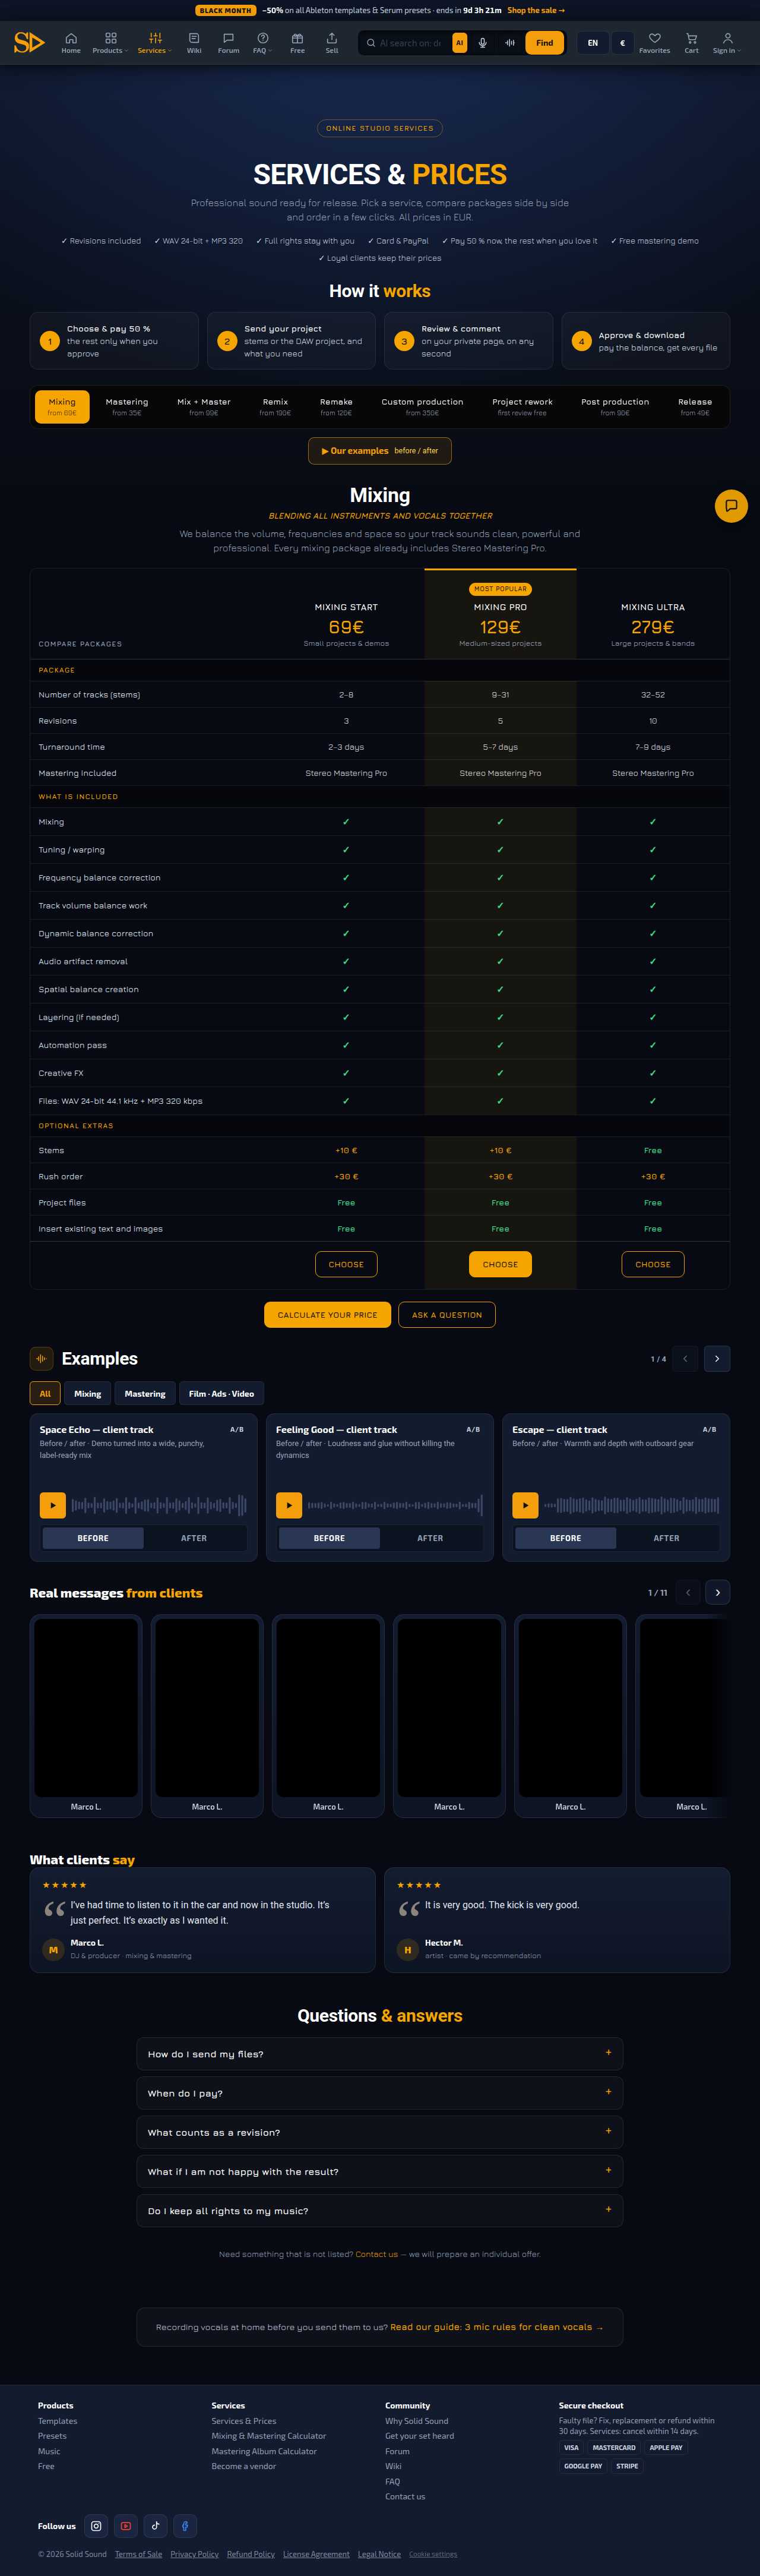 BLACK MONTH −50% on all Ableton templates & Serum presets · ends in 9d 3h 21m Shop the sale →
Home Products Services Wiki Forum FAQ Free Sell AI search on: AI Find EN € Favorites Cart Sign in
ONLINE STUDIO SERVICES
SERVICES & PRICES
Professional sound ready for release. Pick a service, compare packages side by side
and order in a few clicks. All prices in EUR.
✓ Revisions included ✓ WAV 24-bit + MP3 320 ✓ Full rights stay with you ✓ Card & PayPal ✓ Pay 50 % now, the rest when you love it ✓ Free mastering demo
✓ Loyal clients keep their prices
How it works
1 Choose & pay 50 %
the rest only when you
approve
2 Send your project
stems or the DAW project, and
what you need
3 Review & comment
on your private page, on any
second
4 Approve & download
pay the balance, get every file
Mixing Mastering Mix + Master Remix Remake Custom production Project rework Post production Release
from 69€ from 35€ from 99€ from 190€ from 129€ from 350€ first review free from 90€ from 49€
▶ Our examples before / after
Mixing
BLENDING ALL INSTRUMENTS AND VOCALS TOGETHER
We balance the volume, frequencies and space so your track sounds clean, powerful and
professional. Every mixing package already includes Stereo Mastering Pro.
MOST POPULAR
MIXING START MIXING PRO MIXING ULTRA
69€ 129€ 279€
COMPARE PACKAGES Small projects & demos Medium-sized projects Large projects & bands
PACKAGE
Number of tracks (stems) 2–8 9–31 32–52
Revisions 3 5 10
Turnaround time 2–3 days 5–7 days 7–9 days
Mastering included Stereo Mastering Pro Stereo Mastering Pro Stereo Mastering Pro
WHAT IS INCLUDED
Mixing ✓ ✓ ✓
Tuning / warping ✓ ✓ ✓
Frequency balance correction ✓ ✓ ✓
Track volume balance work ✓ ✓ ✓
Dynamic balance correction ✓ ✓ ✓
Audio artifact removal ✓ ✓ ✓
Spatial balance creation ✓ ✓ ✓
Layering (if needed) ✓ ✓ ✓
Automation pass ✓ ✓ ✓
Creative FX ✓ ✓ ✓
Files: WAV 24-bit 44.1 kHz + MP3 320 kbps ✓ ✓ ✓
OPTIONAL EXTRAS
Stems +10 € +10 € Free
Rush order +30 € +30 € +30 €
Project files Free Free Free
Insert existing text and images Free Free Free
CHOOSE CHOOSE CHOOSE
CALCULATE YOUR PRICE ASK A QUESTION
Examples 1 / 4
All Mixing Mastering Film · Ads · Video
Space Echo — client track A/B
Before / after · Demo turned into a wide, punchy,
label-ready mix
BEFORE AFTER
Feeling Good — client track A/B
Before / after · Loudness and glue without killing the
dynamics
BEFORE AFTER
Escape — client track A/B
Before / after · Warmth and depth with outboard gear
BEFORE AFTER
Real messages from clients 1 / 11
Marco L. Marco L. Marco L. Marco L. Marco L. Marco L.
What clients say
★★★★★
“ I've had time to listen to it in the car and now in the studio. It's
just perfect. It's exactly as I wanted it.
M Marco L.
DJ & producer · mixing & mastering
★★★★★
“ It is very good. The kick is very good.
H Hector M.
artist · came by recommendation
Questions & answers
How do I send my files? +
When do I pay? +
What counts as a revision? +
What if I am not happy with the result? +
Do I keep all rights to my music? +
Need something that is not listed? Contact us — we will prepare an individual offer.
Recording vocals at home before you send them to us? Read our guide: 3 mic rules for clean vocals →
Products
Templates
Presets
Music
Free
Services
Services & Prices
Mixing & Mastering Calculator
Mastering Album Calculator
Become a vendor
Community
Why Solid Sound
Get your set heard
Forum
Wiki
FAQ
Contact us
Secure checkout
Faulty file? Fix, replacement or refund within
30 days. Services: cancel within 14 days.
VISA MASTERCARD APPLE PAY
GOOGLE PAY STRIPE
Follow us
© 2026 Solid Sound Terms of Sale Privacy Policy Refund Policy License Agreement Legal Notice Cookie settings